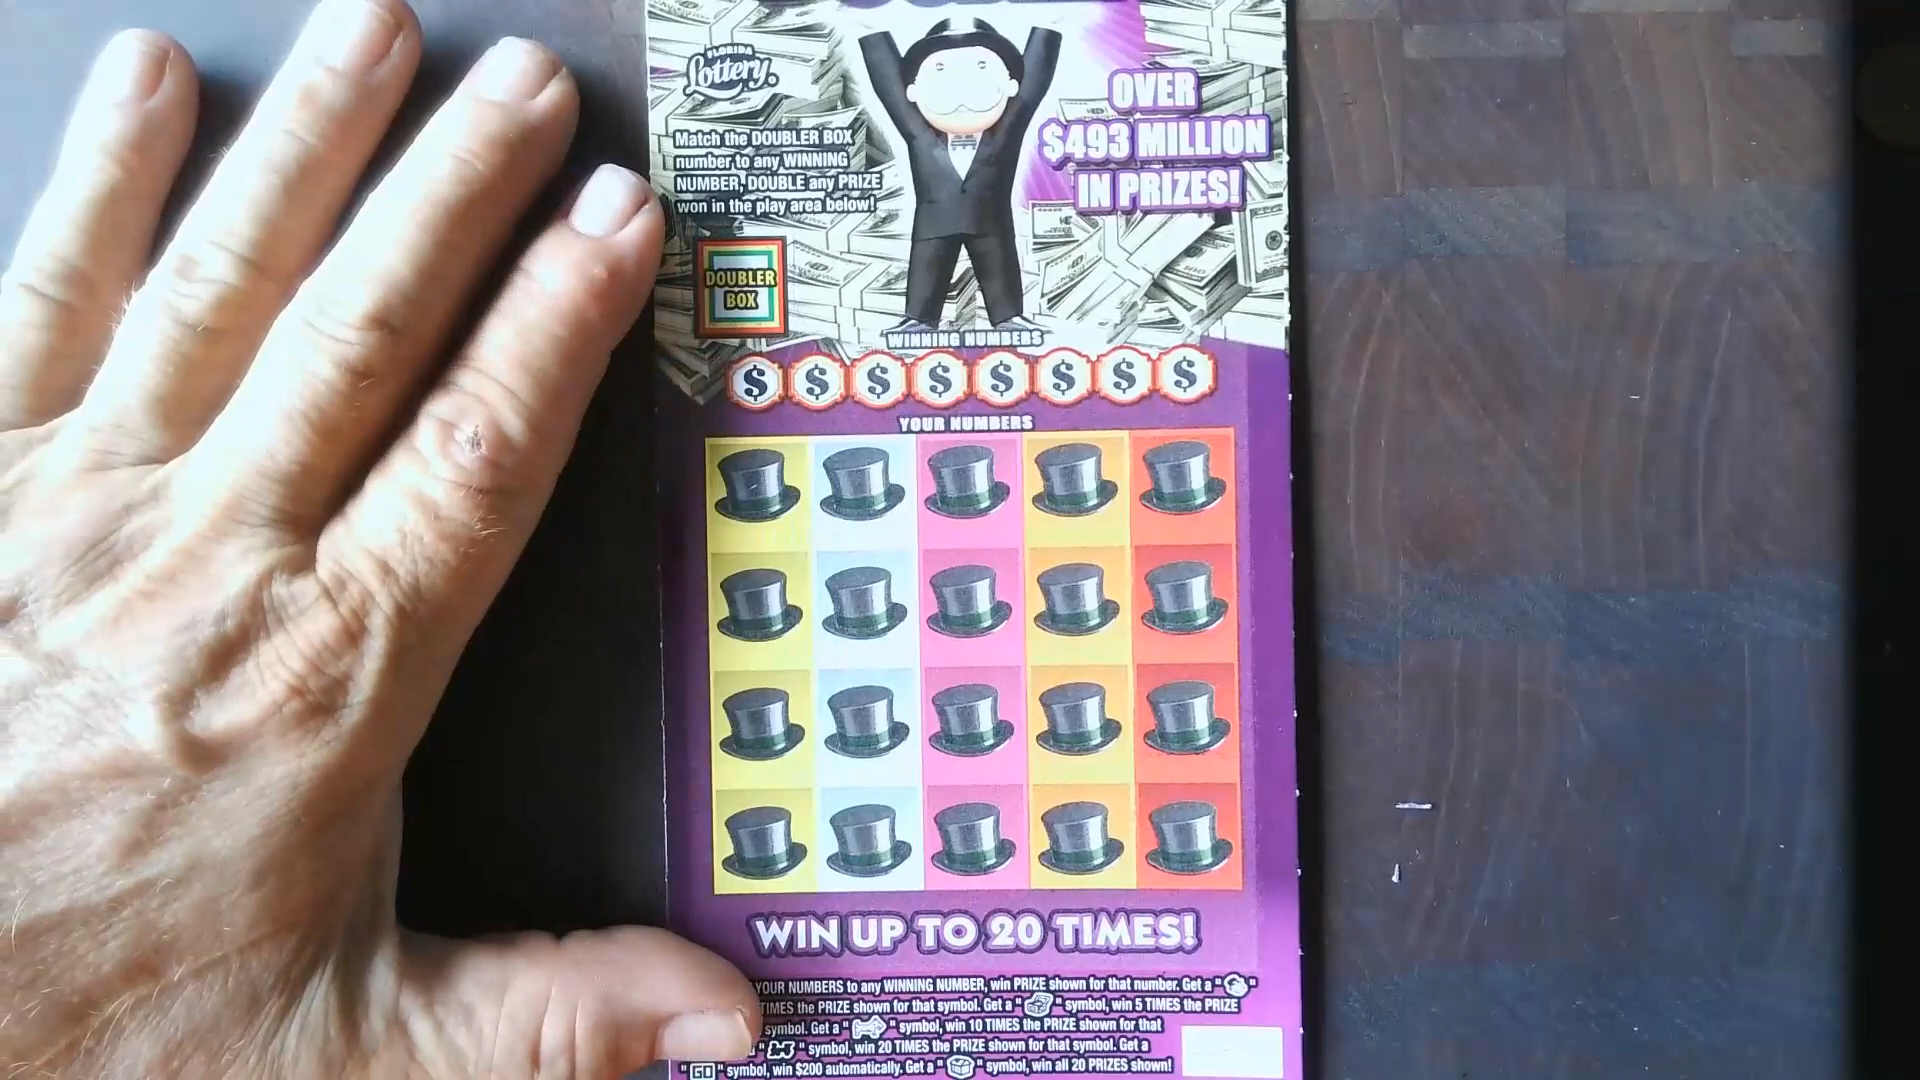 FLORIDA
Lottery
Match the DOUBLER BOX
number to any WINNING
NUMBER, DOUBLE any PRIZE
won in the play area below!
OVER
$493 MILLION
IN PRIZES!
DOUBLER
BOX
WINNING NUMBERS
$ $ $ $ $ $ $ $
YOUR NUMBERS
WIN UP TO 20 TIMES!
YOUR NUMBERS to any WINNING NUMBER, win PRIZE shown for that number. Get a " "
TIMES the PRIZE shown for that symbol. Get a " " symbol, win 5 TIMES the PRIZE
symbol. Get a " " symbol, win 10 TIMES the PRIZE shown for that
" " symbol, win 20 TIMES the PRIZE shown for that symbol. Get a
"GO" symbol, win $200 automatically. Get a " " symbol, win all 20 PRIZES shown!